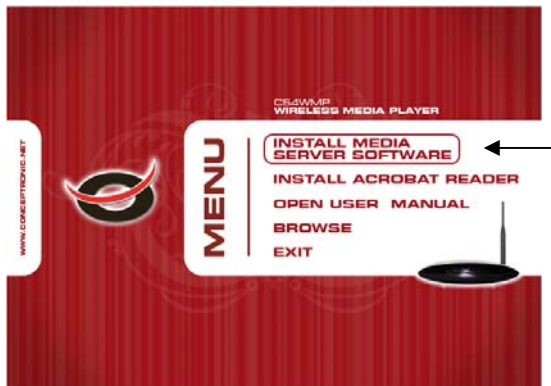 C54WMP
WIRELESS MEDIA PLAYER
WWW.CONCEPTRONIC.NET
MENU
INSTALL MEDIA
SERVER SOFTWARE
INSTALL ACROBAT READER
OPEN USER MANUAL
BROWSE
EXIT